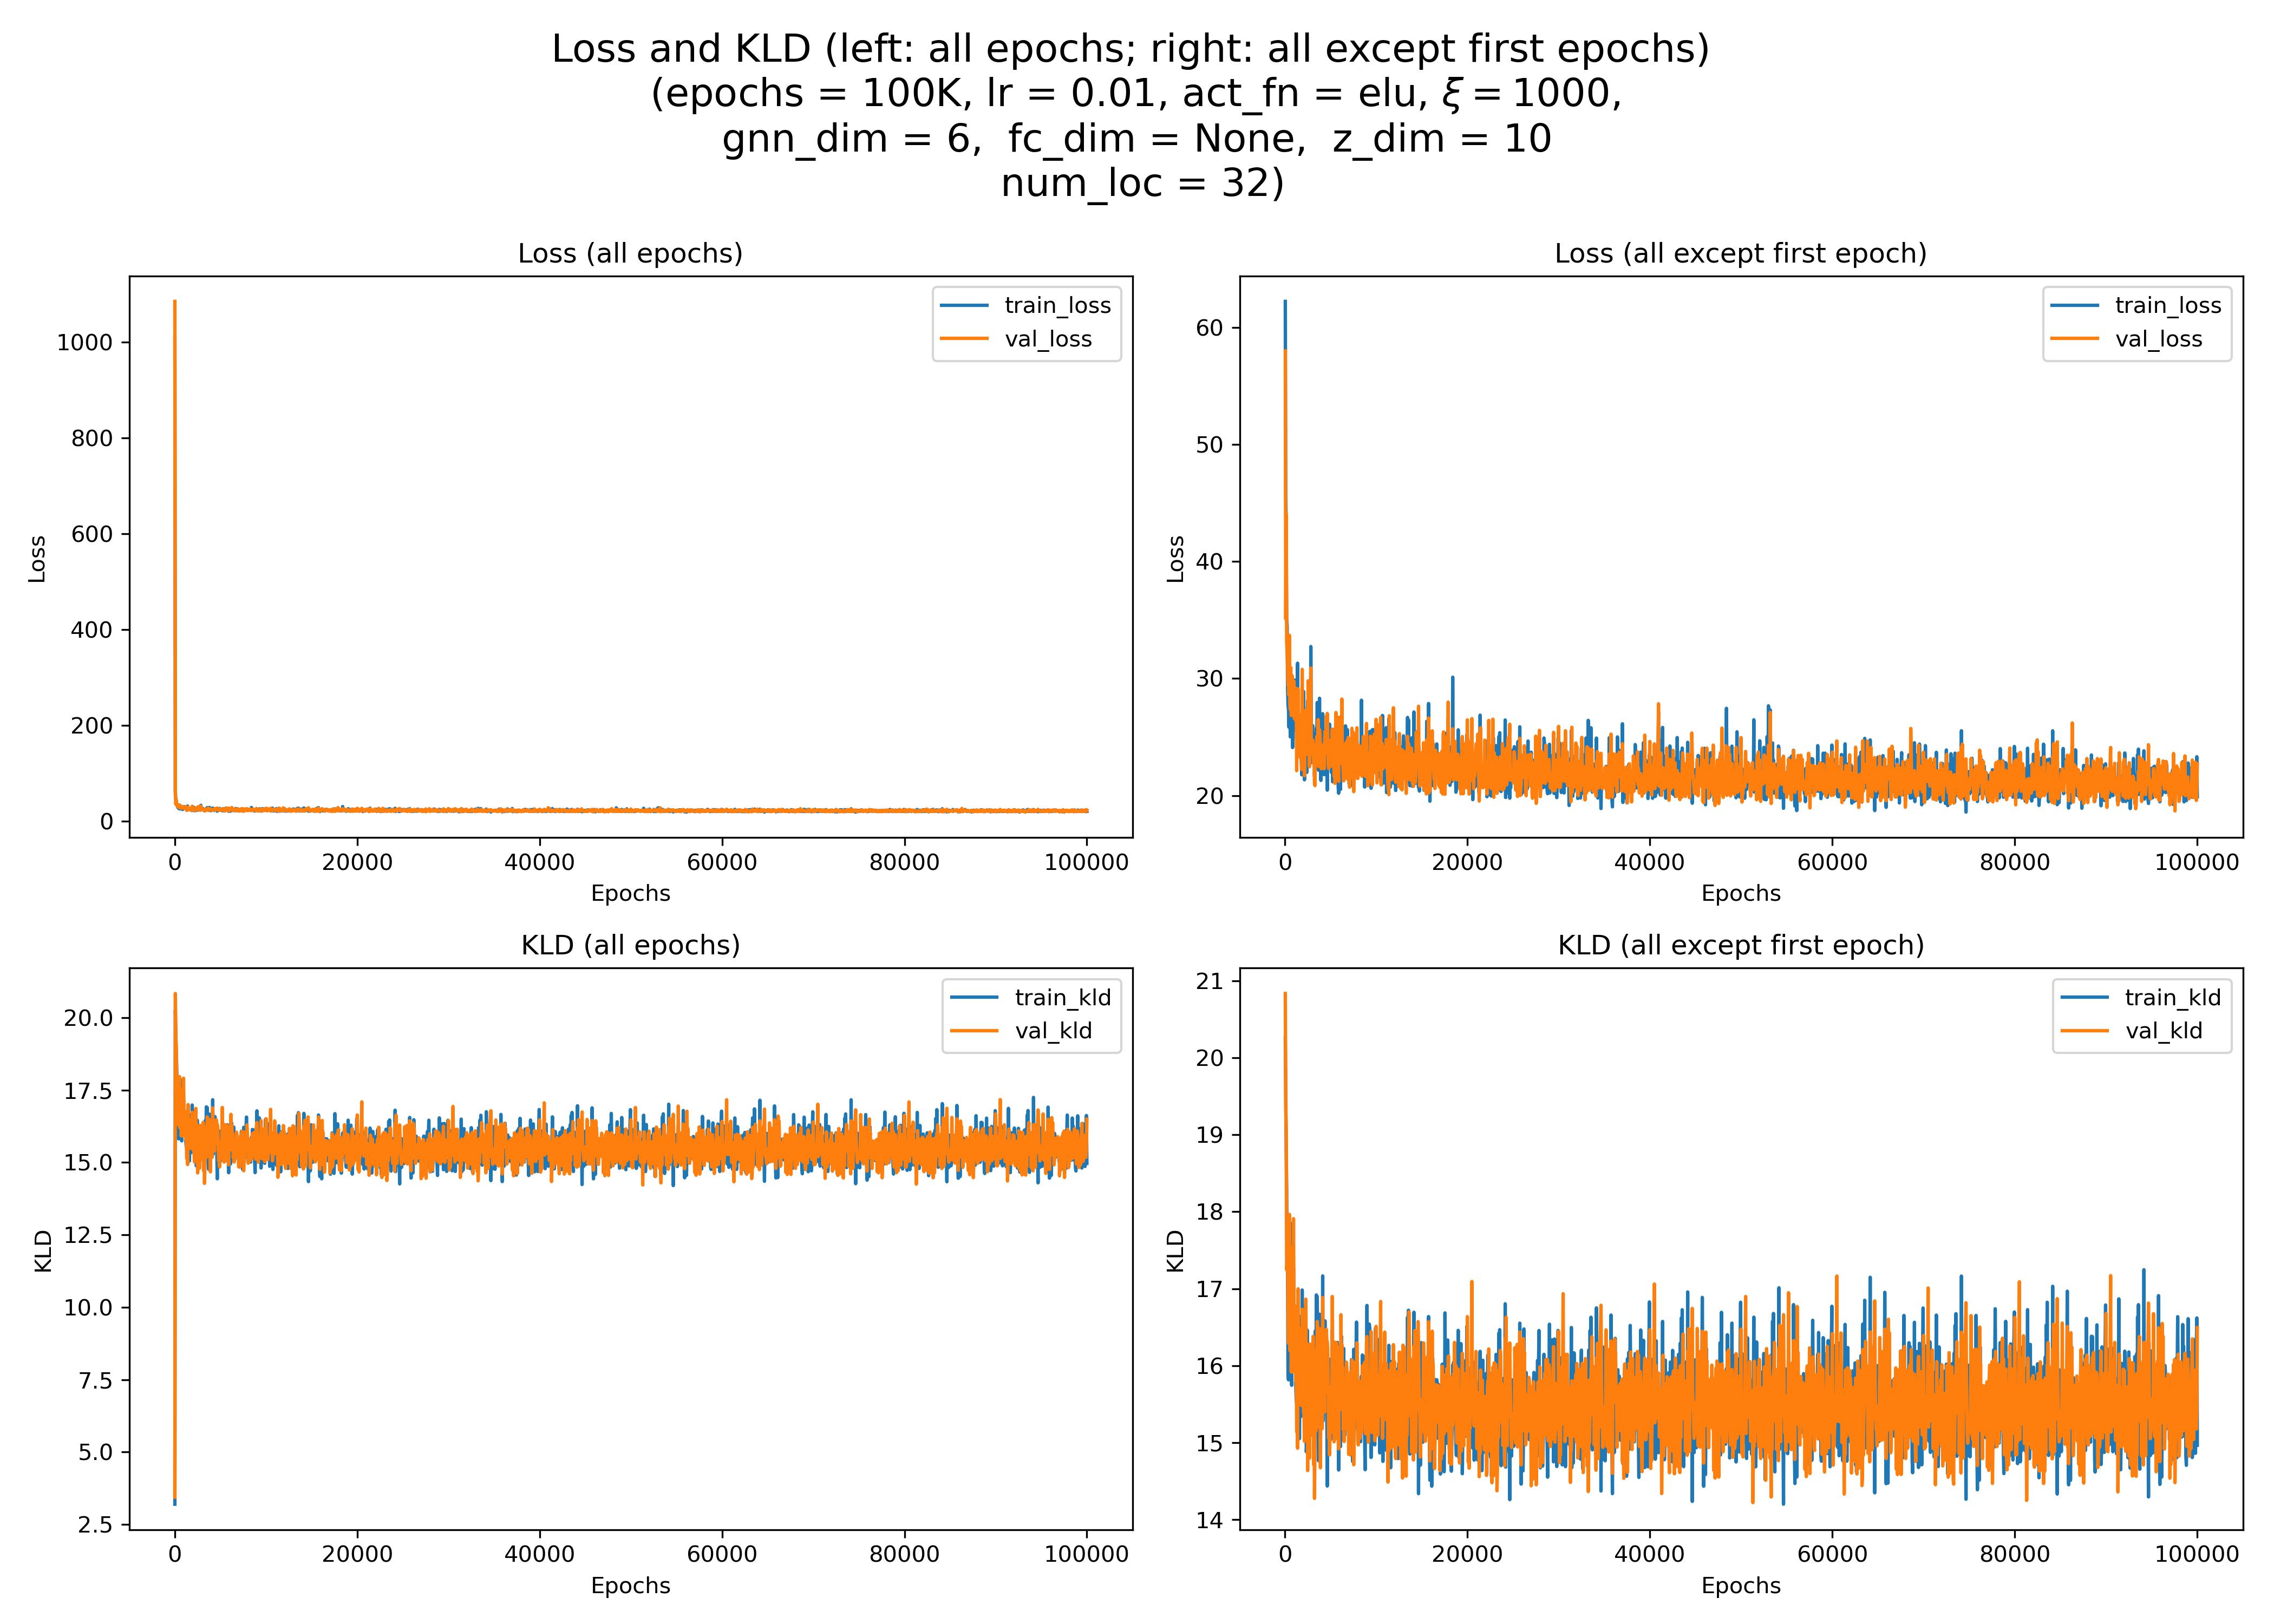 Loss and KLD (left: all epochs; right: all except first epochs)
(epochs = 100K, lr = 0.01, act_fn = elu, ξ = 1000,
gnn_dim = 6,  fc_dim = None,  z_dim = 10
num_loc = 32)
Loss (all epochs)
train_loss
val_loss
1000
800
600
400
200
0
Loss
0 20000 40000 60000 80000 100000
Epochs
Loss (all except first epoch)
train_loss
val_loss
60
50
40
30
20
Loss
0 20000 40000 60000 80000 100000
Epochs
KLD (all epochs)
train_kld
val_kld
20.0
17.5
15.0
12.5
10.0
7.5
5.0
2.5
KLD
0 20000 40000 60000 80000 100000
Epochs
KLD (all except first epoch)
train_kld
val_kld
21
20
19
18
17
16
15
14
KLD
0 20000 40000 60000 80000 100000
Epochs